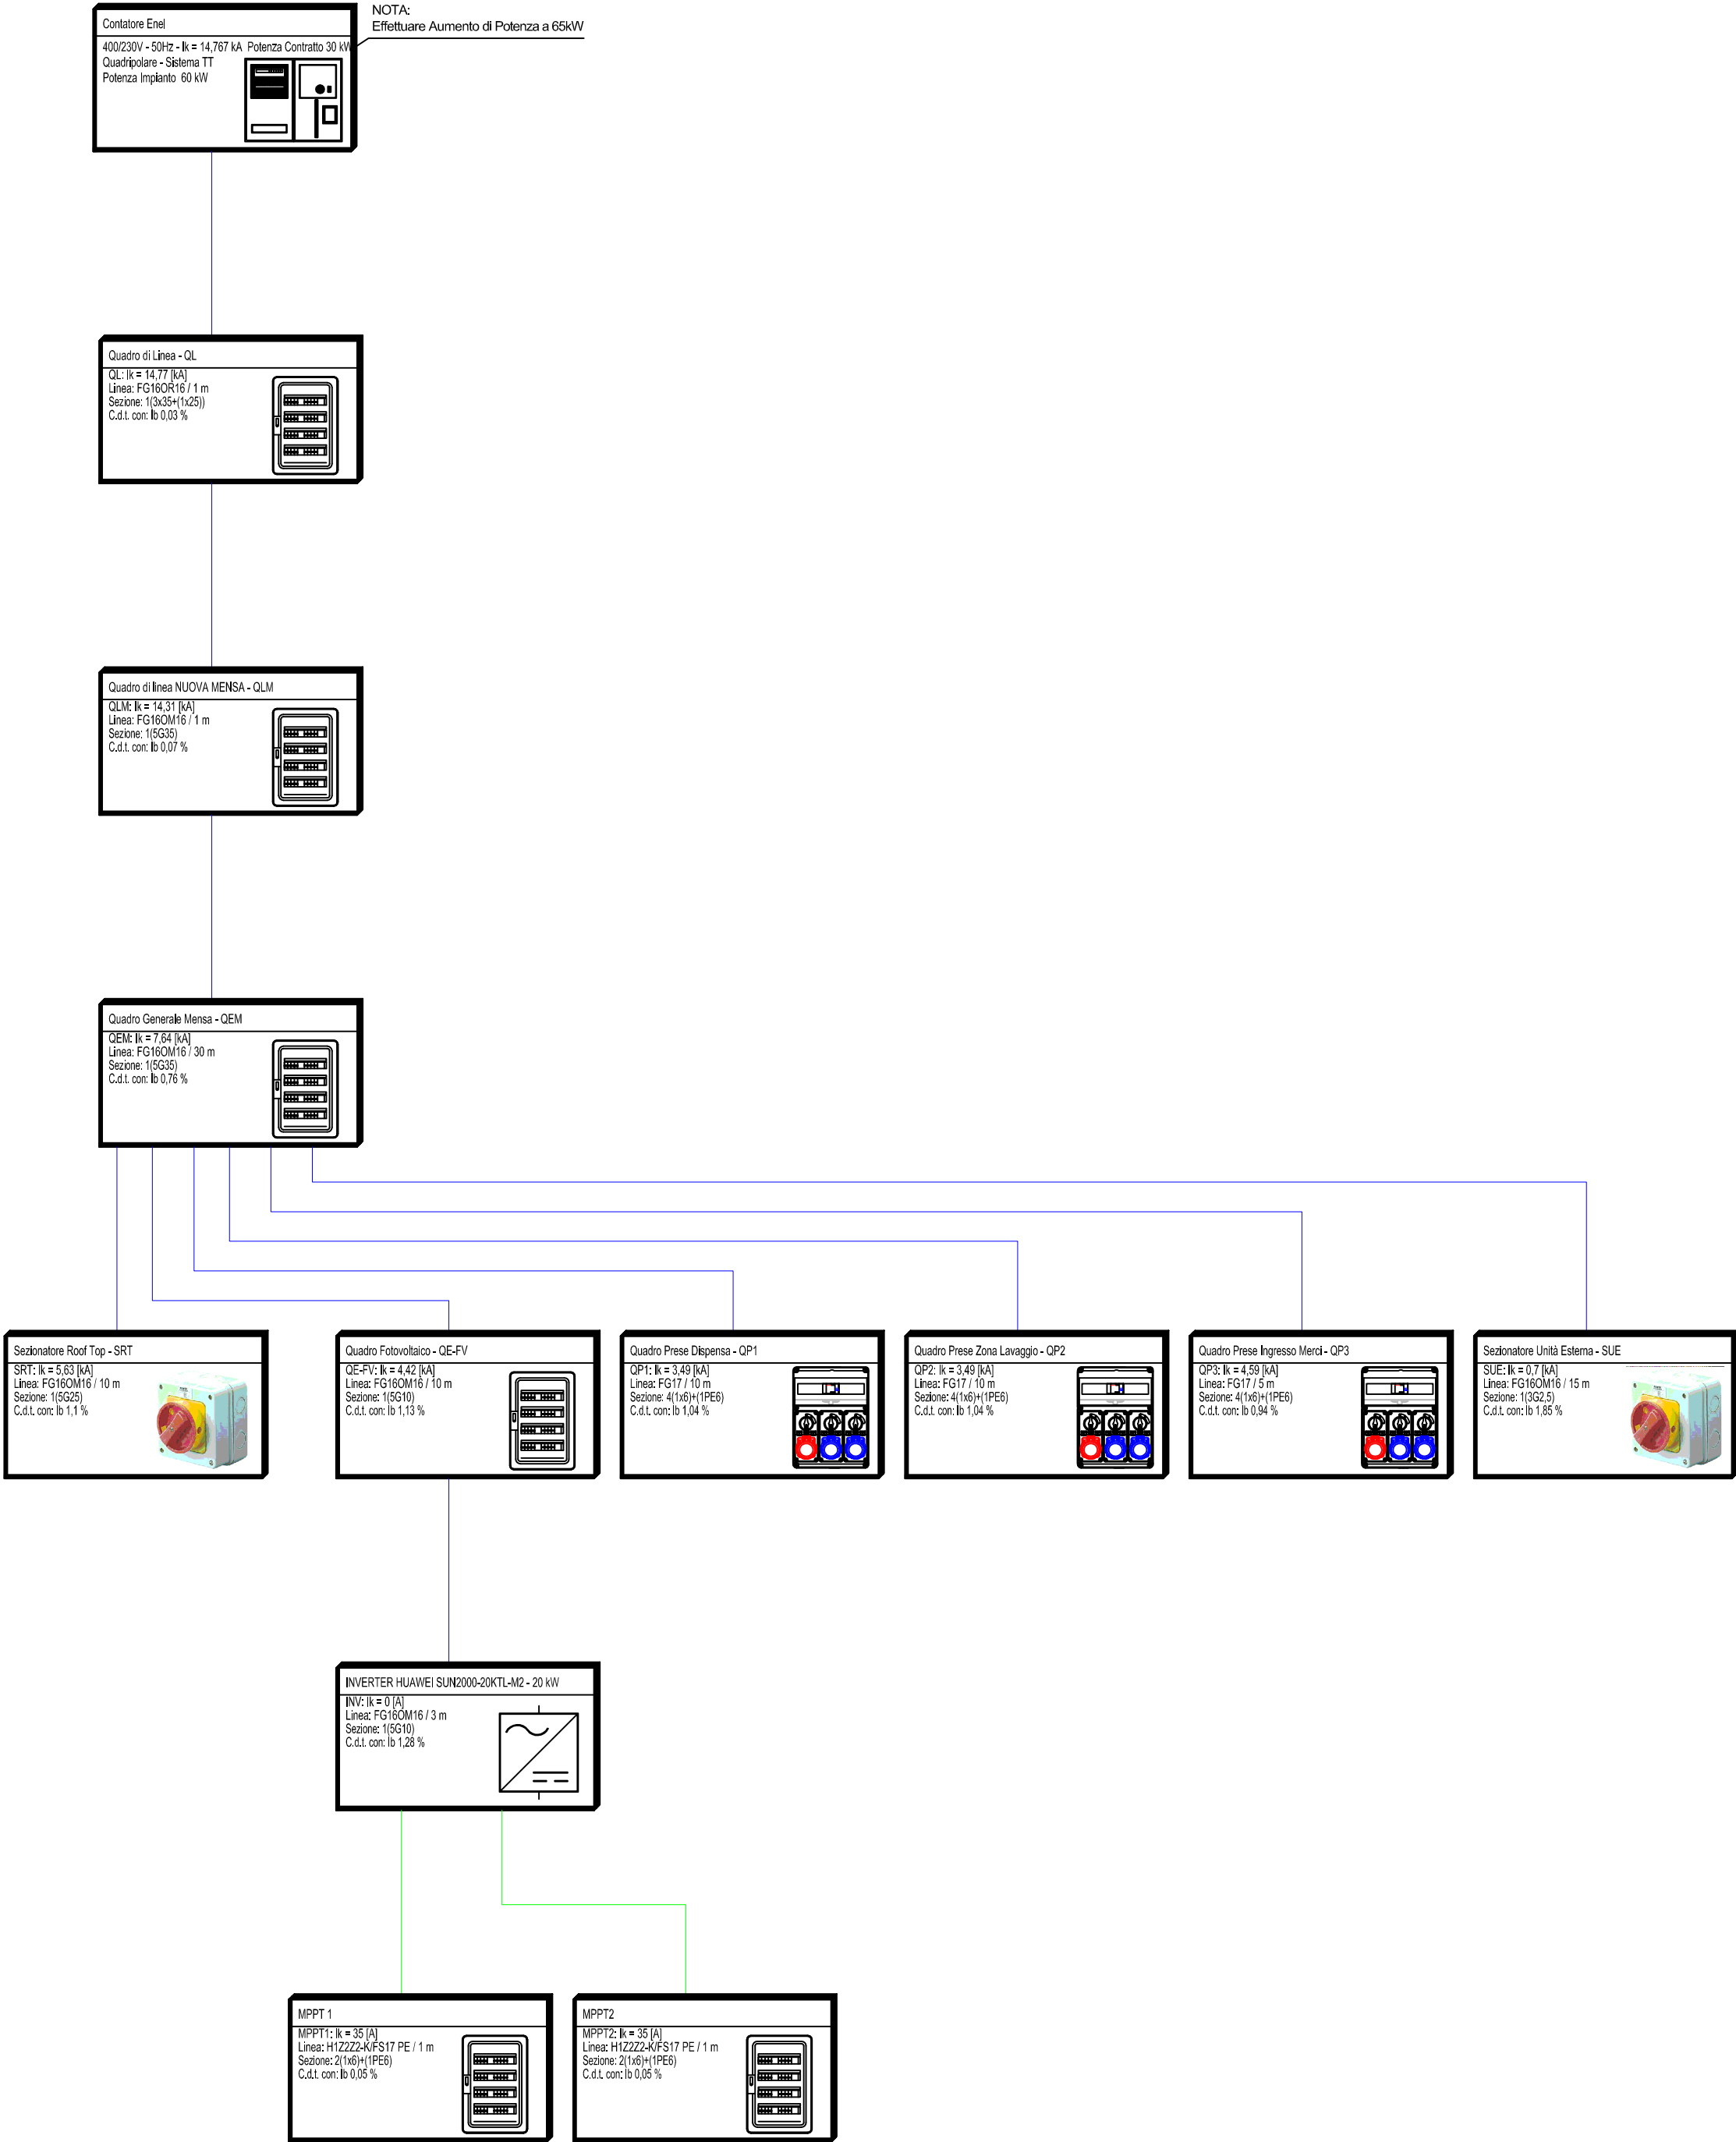 Contatore Enel
400/230V - 50Hz - Ik = 14,767 kA  Potenza Contratto 30 kW
Quadripolare - Sistema TT
Potenza Impianto  60 kW
NOTA:
Effettuare Aumento di Potenza a 65kW
Quadro di Linea - QL
QL: Ik = 14,77 [kA]
Linea: FG16OR16 / 1 m
Sezione: 1(3x35+(1x25))
C.d.t. con: Ib 0,03 %
Quadro di linea NUOVA MENSA - QLM
QLM: Ik = 14,31 [kA]
Linea: FG16OM16 / 1 m
Sezione: 1(5G35)
C.d.t. con: Ib 0,07 %
Quadro Generale Mensa - QEM
QEM: Ik = 7,64 [kA]
Linea: FG16OM16 / 30 m
Sezione: 1(5G35)
C.d.t. con: Ib 0,76 %
Sezionatore Roof Top - SRT
SRT: Ik = 5,63 [kA]
Linea: FG16OM16 / 10 m
Sezione: 1(5G25)
C.d.t. con: Ib 1,1 %
Quadro Fotovoltaico - QE-FV
QE-FV: Ik = 4,42 [kA]
Linea: FG16OM16 / 10 m
Sezione: 1(5G10)
C.d.t. con: Ib 1,13 %
Quadro Prese Dispensa - QP1
QP1: Ik = 3,49 [kA]
Linea: FG17 / 10 m
Sezione: 4(1x6)+(1PE6)
C.d.t. con: Ib 1,04 %
Quadro Prese Zona Lavaggio - QP2
QP2: Ik = 3,49 [kA]
Linea: FG17 / 10 m
Sezione: 4(1x6)+(1PE6)
C.d.t. con: Ib 1,04 %
Quadro Prese Ingresso Merci - QP3
QP3: Ik = 4,59 [kA]
Linea: FG17 / 5 m
Sezione: 4(1x6)+(1PE6)
C.d.t. con: Ib 0,94 %
Sezionatore Unità Esterna - SUE
SUE: Ik = 0,7 [kA]
Linea: FG16OM16 / 15 m
Sezione: 1(3G2,5)
C.d.t. con: Ib 1,85 %
INVERTER HUAWEI SUN2000-20KTL-M2 - 20 kW
INV: Ik = 0 [A]
Linea: FG16OM16 / 3 m
Sezione: 1(5G10)
C.d.t. con: Ib 1,28 %
MPPT 1
MPPT1: Ik = 35 [A]
Linea: H1Z2Z2-K/FS17 PE / 1 m
Sezione: 2(1x6)+(1PE6)
C.d.t. con: Ib 0,05 %
MPPT2
MPPT2: Ik = 35 [A]
Linea: H1Z2Z2-K/FS17 PE / 1 m
Sezione: 2(1x6)+(1PE6)
C.d.t. con: Ib 0,05 %